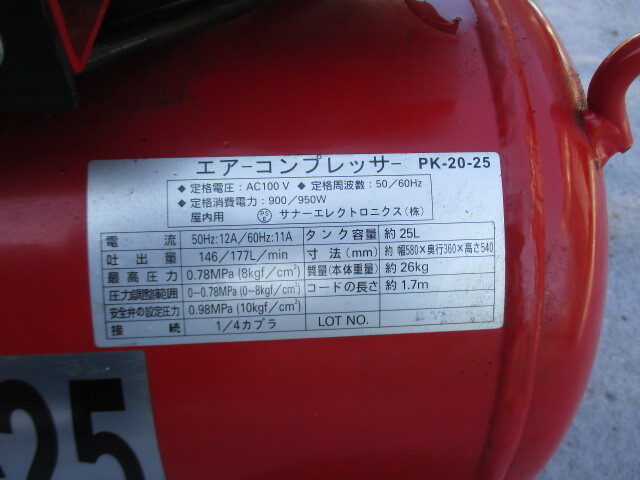 エアーコンプレッサー PK-20-25
◆定格電圧：AC100V ◆定格周波数：50／60Hz
◆定格消費電力：900／950W
屋内用 PSE サナーエレクトロニクス（株）
電流 50Hz:12A／60Hz:11A タンク容量 約25L
吐出量 146／177L／min 寸法（mm） 約 幅580×奥行360×高さ540
最高圧力 0.78MPa（8kgf／cm²） 質量（本体重量） 約26kg
圧力調整範囲 0〜0.78MPa（0〜8kgf／cm²） コードの長さ 約1.7m
安全弁の設定圧力 0.98MPa（10kgf／cm²） LOT NO.
接続 1／4カプラ
25